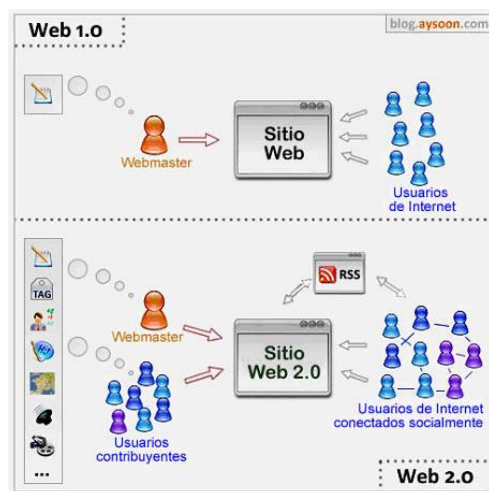 Web 1.0
blog.aysoon.com
Sitio
Web
Webmaster
Usuarios
de Internet
TAG
RSS
Webmaster
Sitio
Web 2.0
Usuarios
contribuyentes
Usuarios de Internet
conectados socialmente
...
Web 2.0